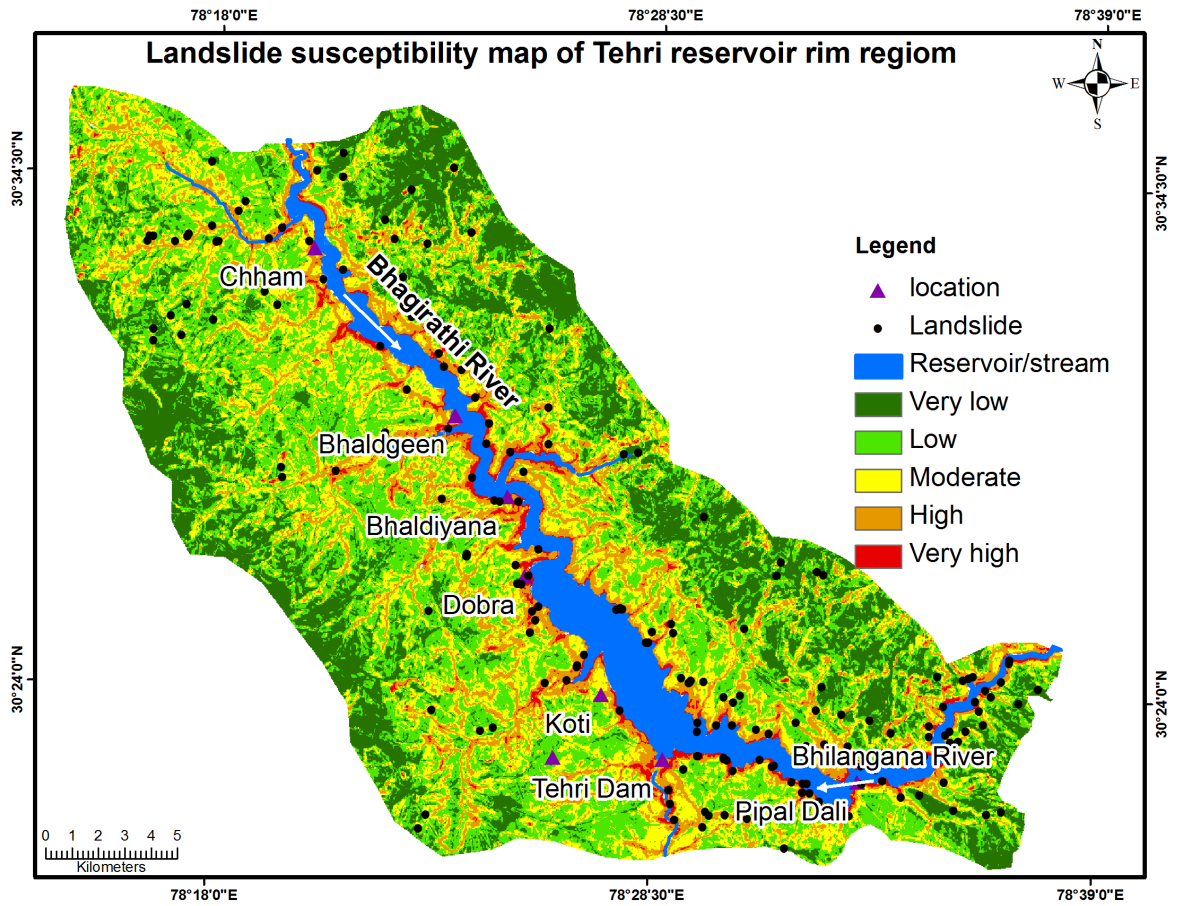 78°18'0"E 78°28'30"E 78°39'0"E
Landslide susceptibility map of Tehri reservoir rim regiom
N
W E
S
30°34'30"N
30°34'30"N
Legend
location
Landslide
Reservoir/stream
Very low
Low
Moderate
High
Very high
Chham
Bhagirathi River
Bhaldgeen
Bhaldiyana
Dobra
Koti
Tehri Dam
Bhilangana River
Pipal Dali
30°24'0"N
30°24'0"N
0 1 2 3 4 5
Kilometers
78°18'0"E 78°28'30"E 78°39'0"E